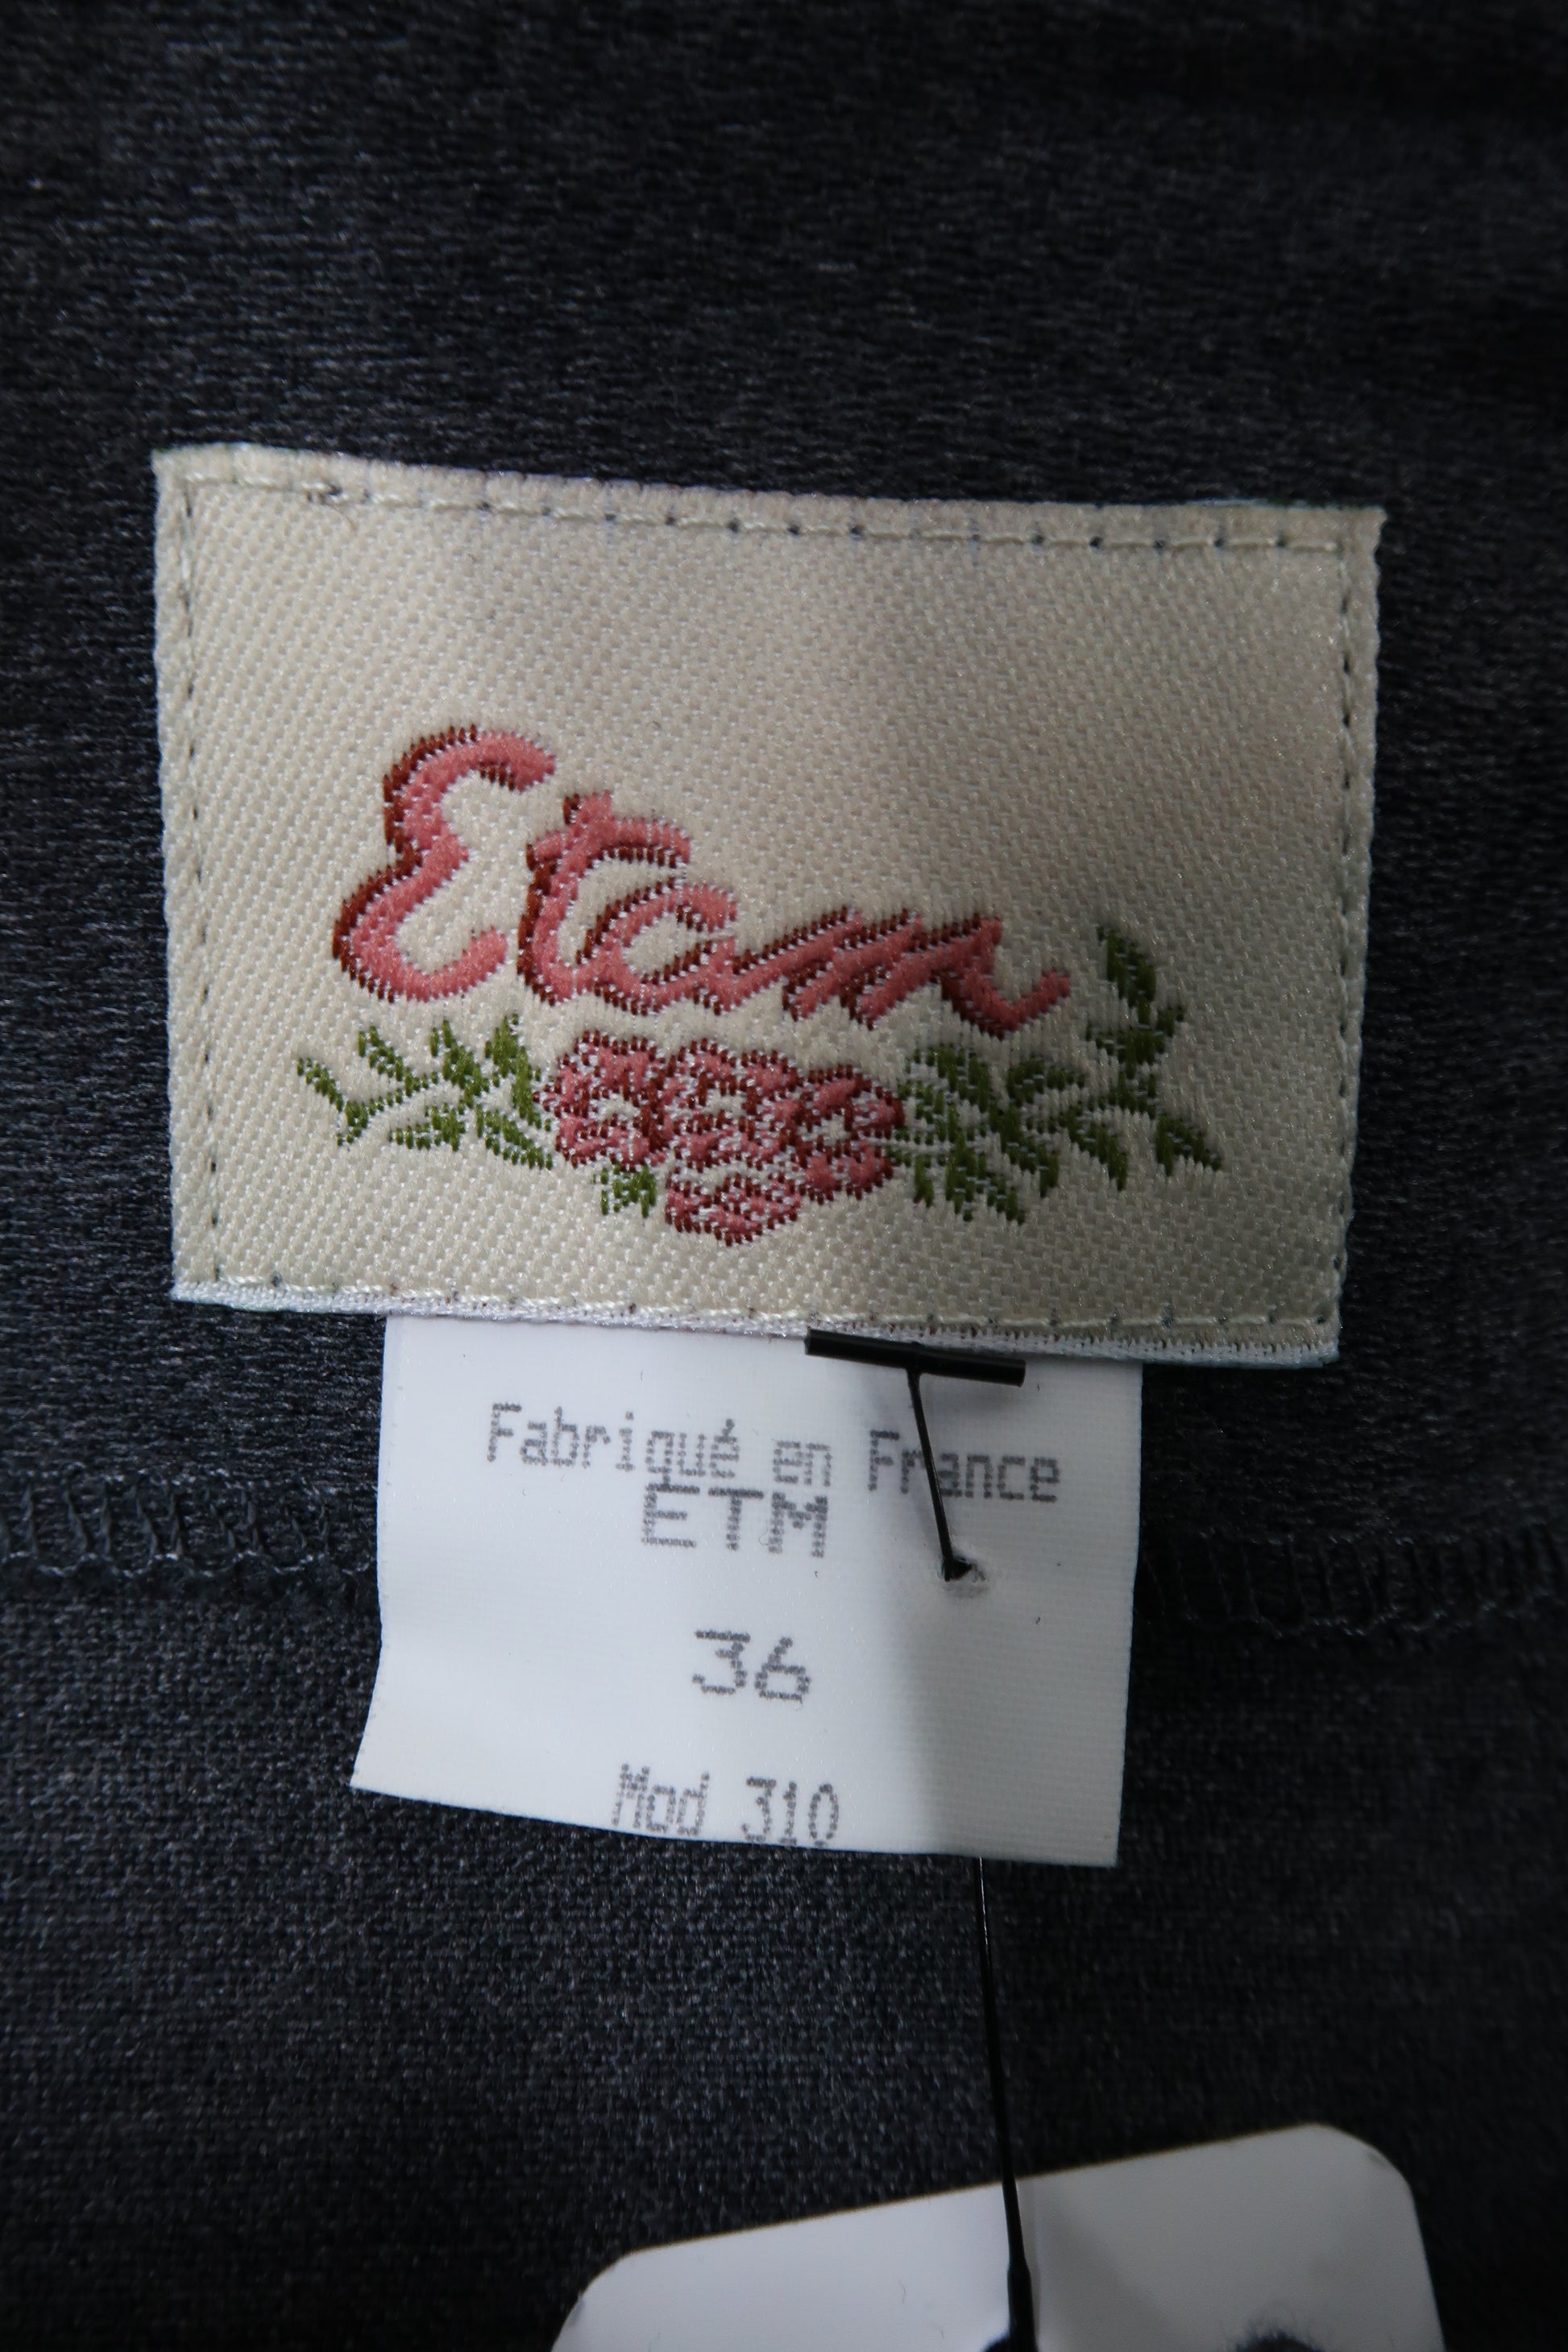 Etam
Fabriqué en France
ETM
36
Mod 310